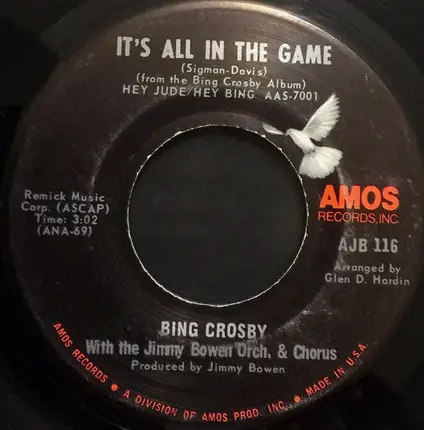 IT'S ALL IN THE GAME
(Sigman-Davis)
(from the Bing Crosby Album)
HEY JUDE/HEY BING AAS-7001
Remick Music
Corp. (ASCAP)
Time: 3:02
(ANA-69)
AMOS
RECORDS, INC.
AJB 116
Arranged by
Glen D. Hardin
BING CROSBY
With the Jimmy Bowen Orch. & Chorus
Produced by Jimmy Bowen
AMOS RECORDS • A DIVISION OF AMOS PROD. INC. • MADE IN U.S.A.